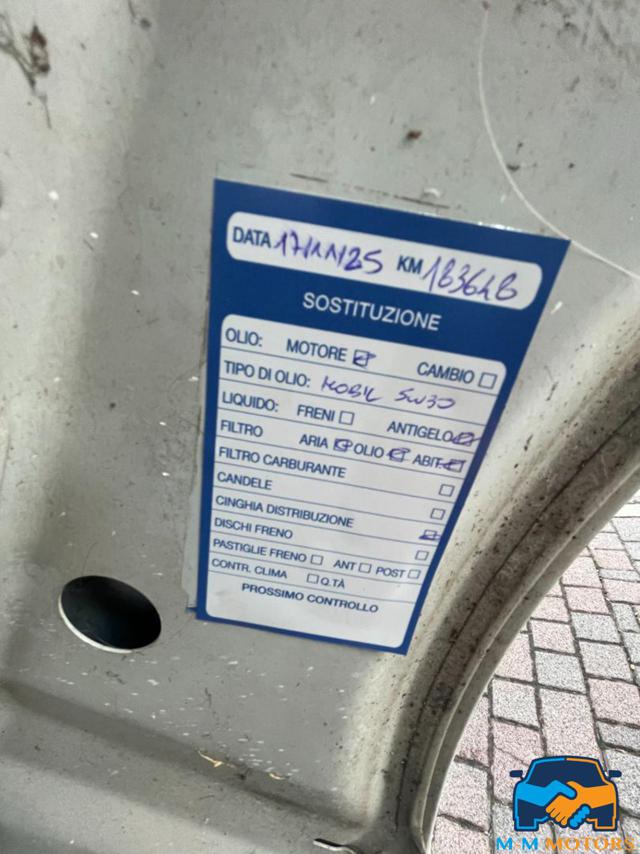 DATA 17/11/25 KM 183648
SOSTITUZIONE
OLIO: MOTORE CAMBIO
TIPO DI OLIO: MOBIL 5W30
LIQUIDO: FRENI ANTIGELO
FILTRO ARIA OLIO ABIT.
FILTRO CARBURANTE
CANDELE
CINGHIA DISTRIBUZIONE
DISCHI FRENO
PASTIGLIE FRENO ANT POST
CONTR. CLIMA Q.TÀ
PROSSIMO CONTROLLO
M·M MOTORS